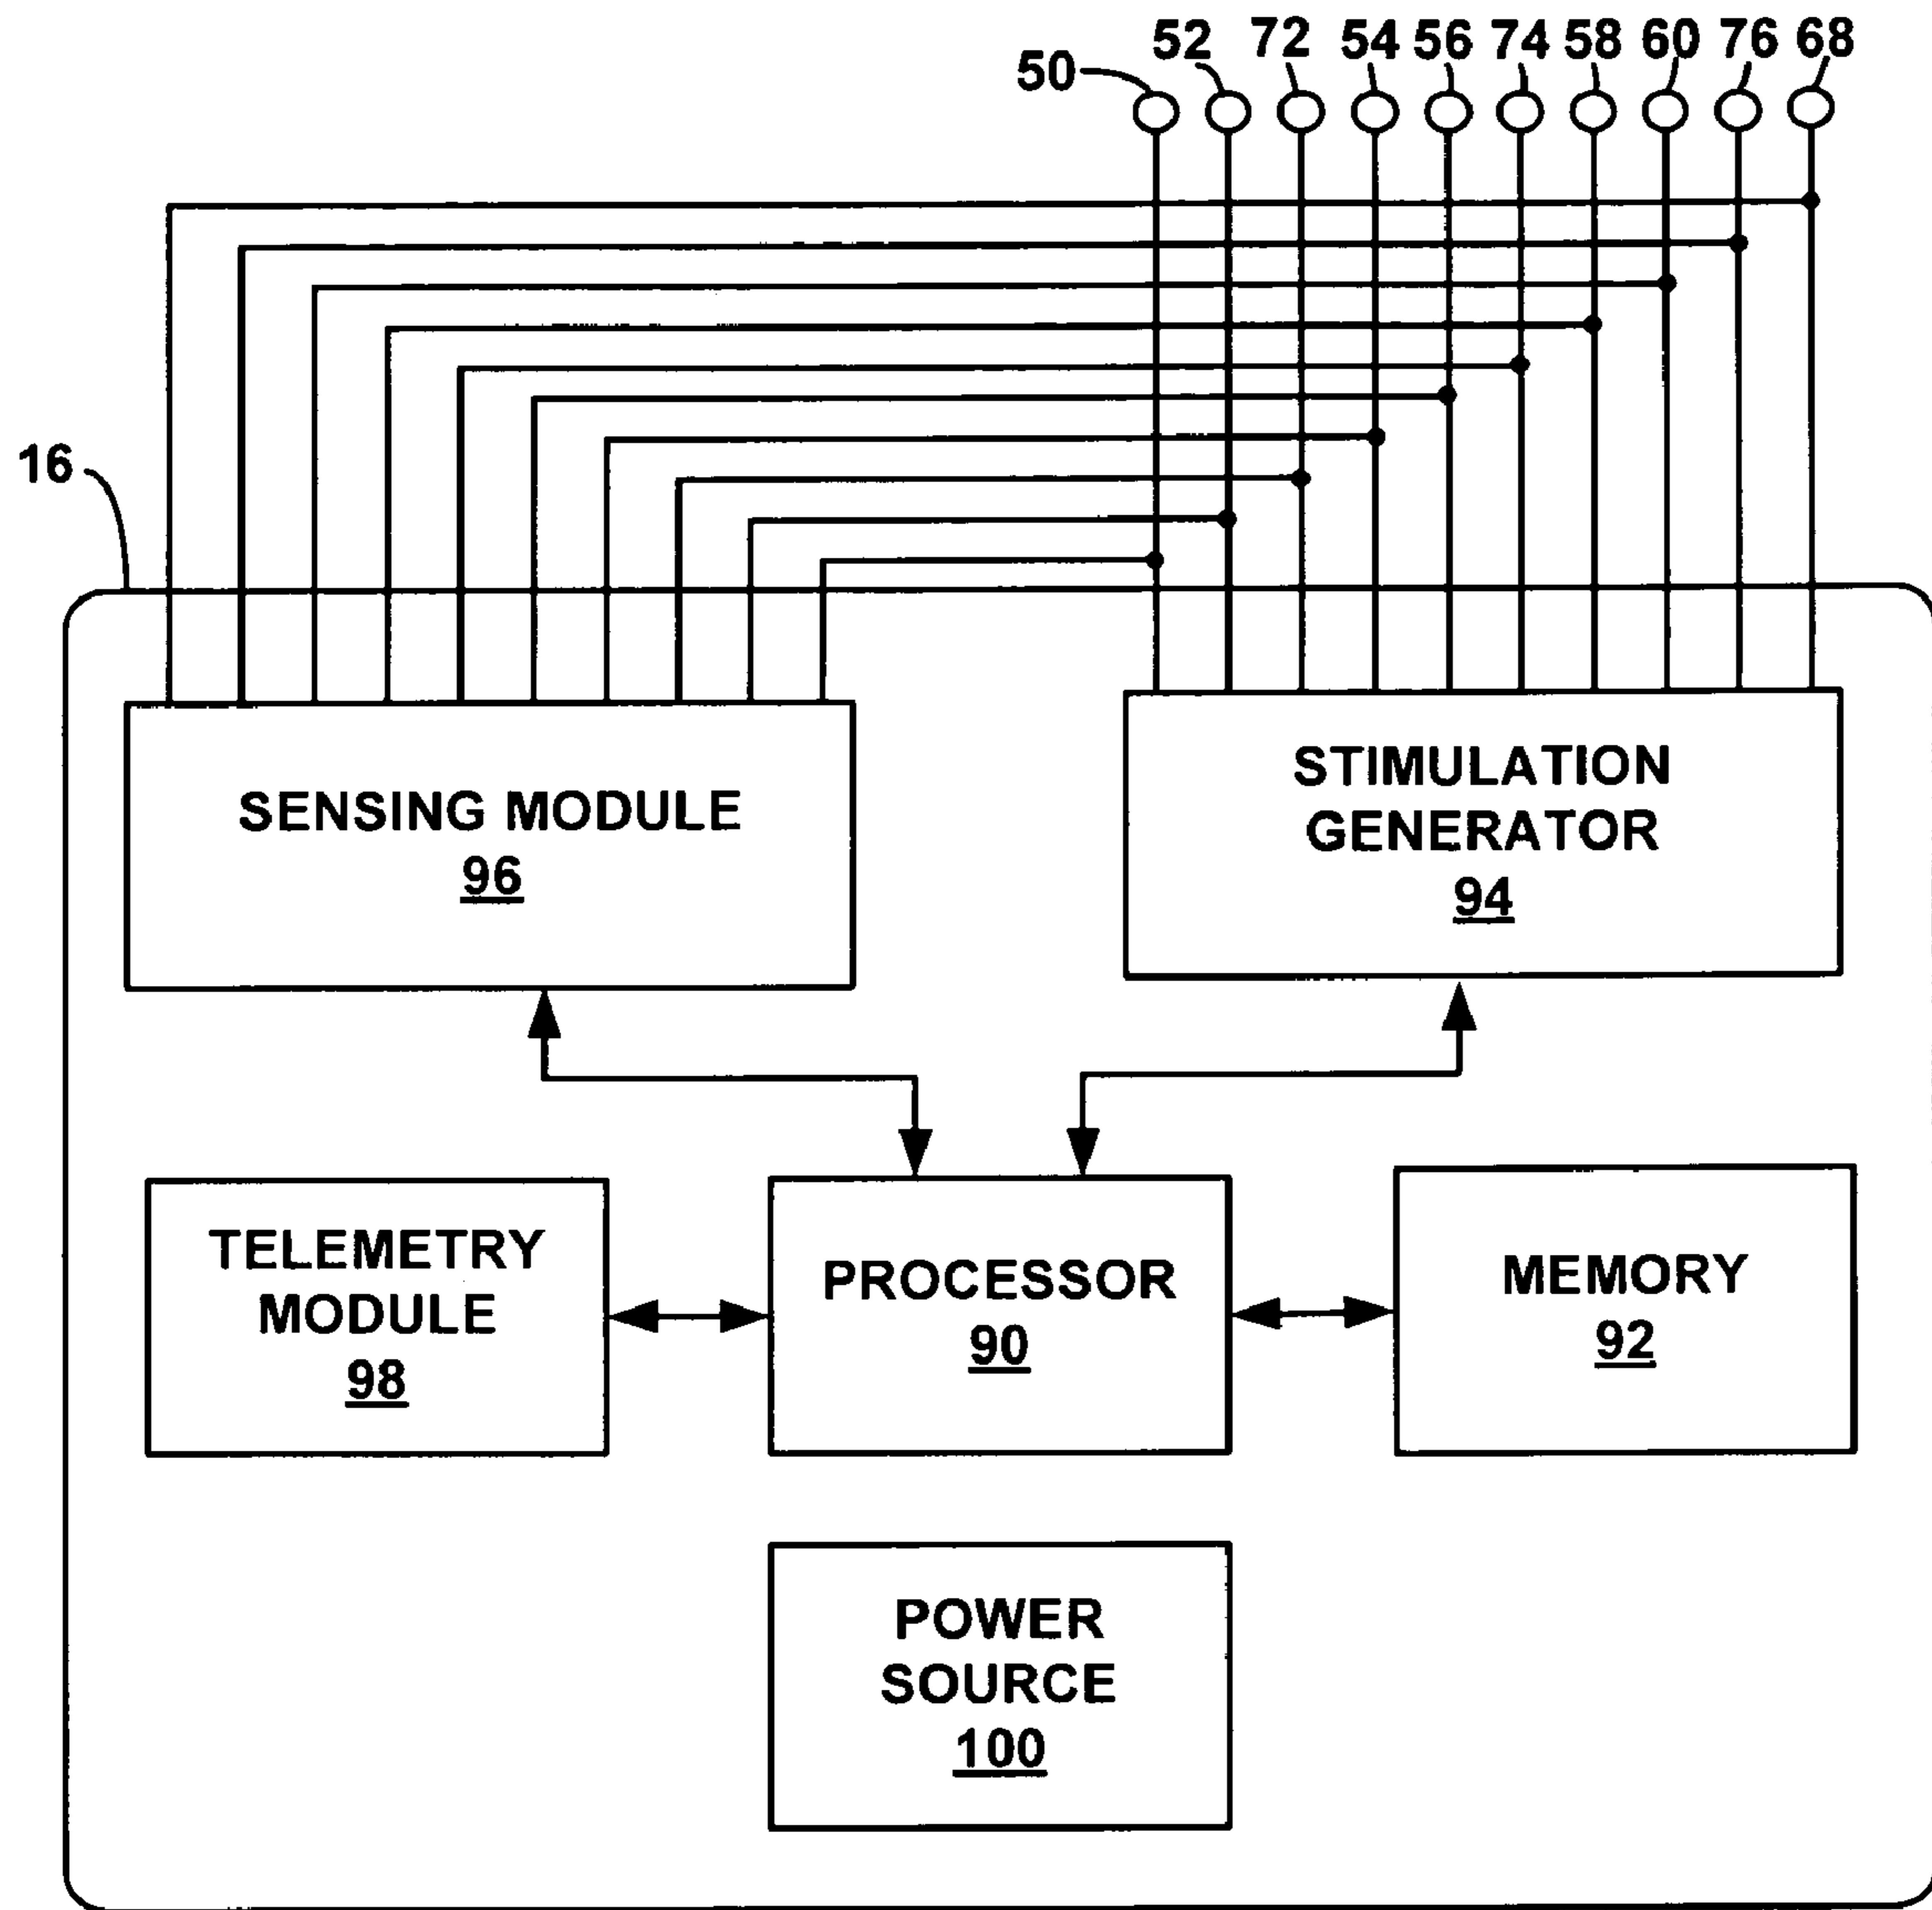 50 52 72 54 56 74 58 60 76 68
16
SENSING MODULE
96
STIMULATION
GENERATOR
94
TELEMETRY
MODULE
98
PROCESSOR
90
MEMORY
92
POWER
SOURCE
100